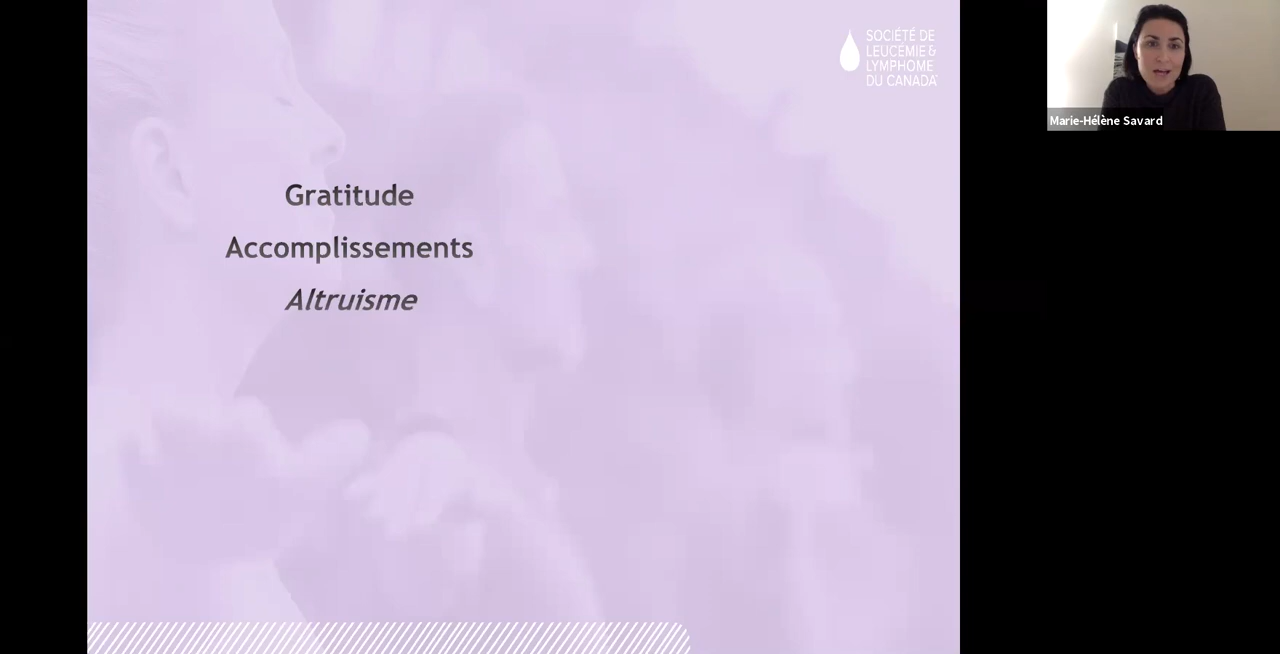 SOCIÉTÉ DE
LEUCÉMIE &
LYMPHOME
DU CANADA
Marie-Hélène Savard
Gratitude
Accomplissements
Altruisme